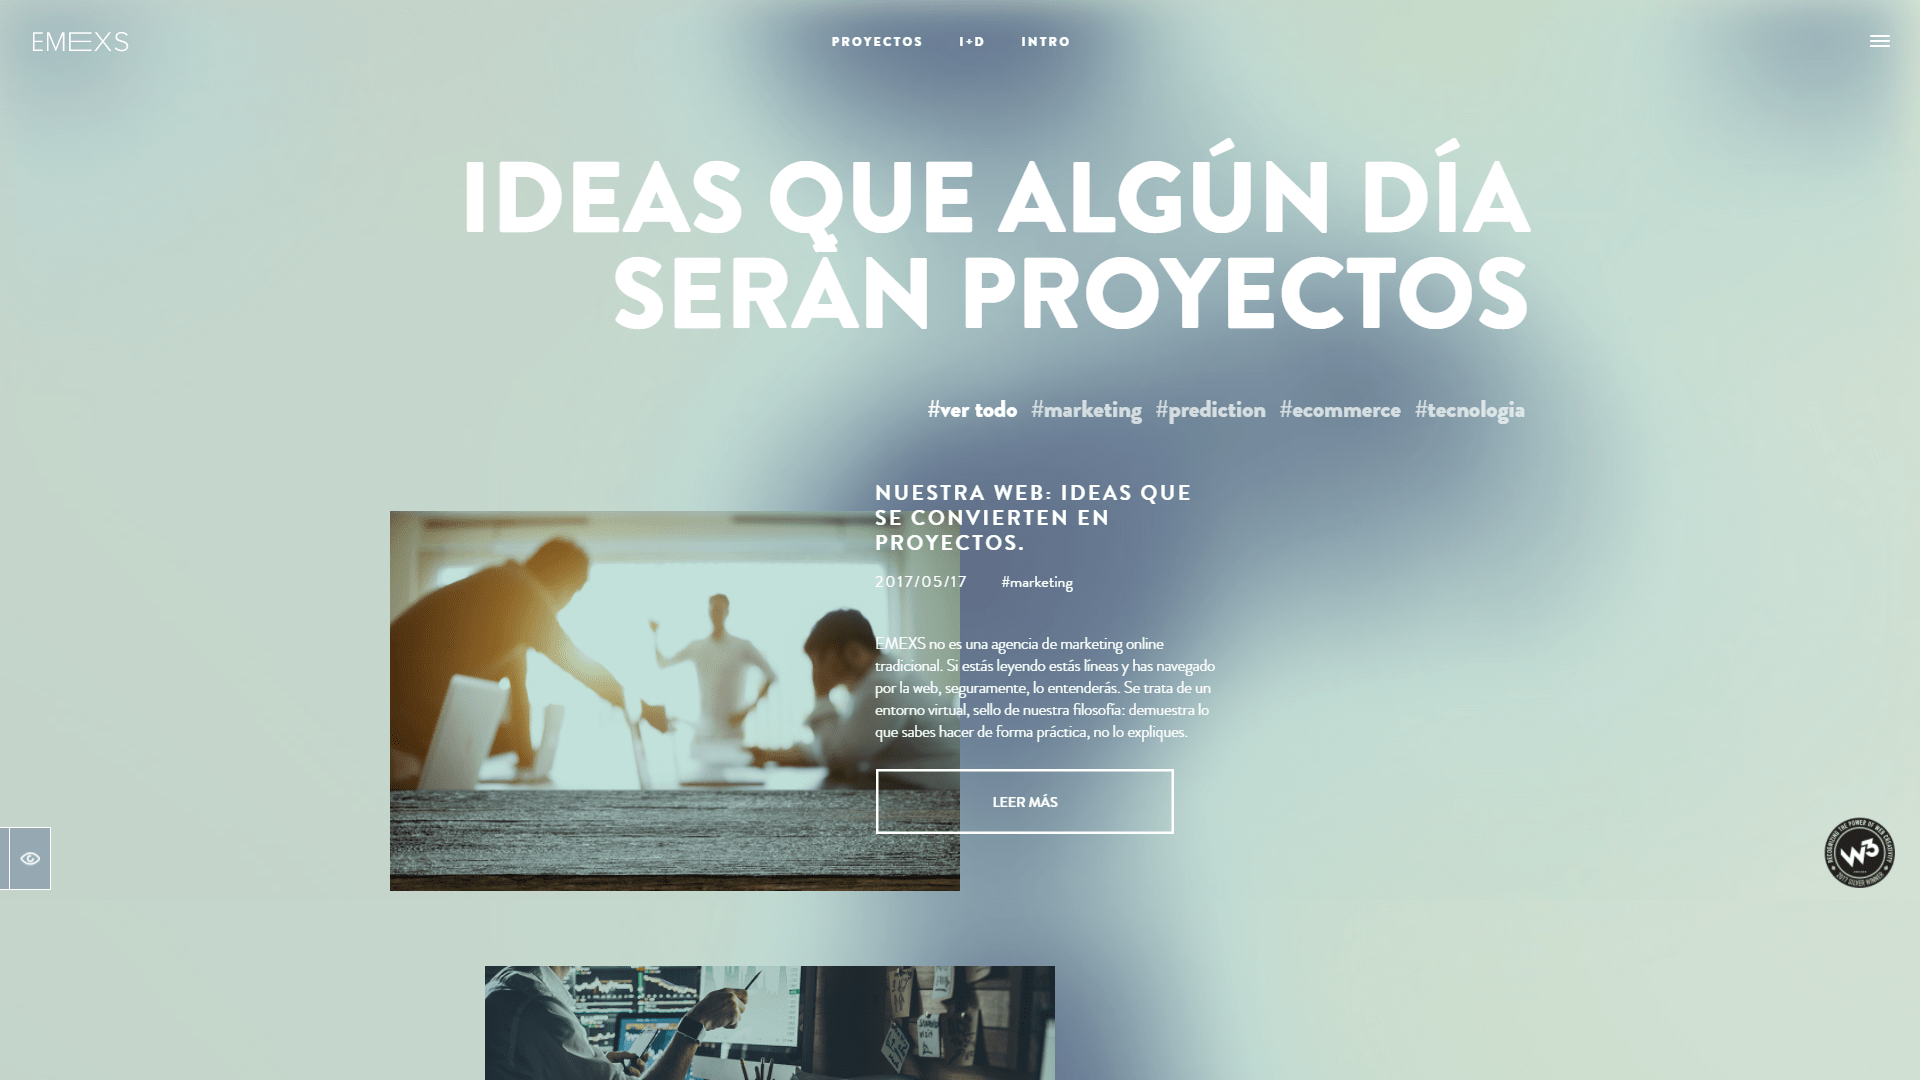 EMEXS
PROYECTOS I+D INTRO
IDEAS QUE ALGÚN DÍA
SERÁN PROYECTOS
#ver todo #marketing #prediction #ecommerce #tecnologia
NUESTRA WEB: IDEAS QUE
SE CONVIERTEN EN
PROYECTOS.
2017/05/17 #marketing
EMEXS no es una agencia de marketing online
tradicional. Si estás leyendo estás líneas y has navegado
por la web, seguramente, lo entenderás. Se trata de un
entorno virtual, sello de nuestra filosofía: demuestra lo
que sabes hacer de forma práctica, no lo expliques.
LEER MÁS
RECOGNIZING THE POWER OF WEB CREATIVITY
W3
AWARDS
2017 SILVER WINNER